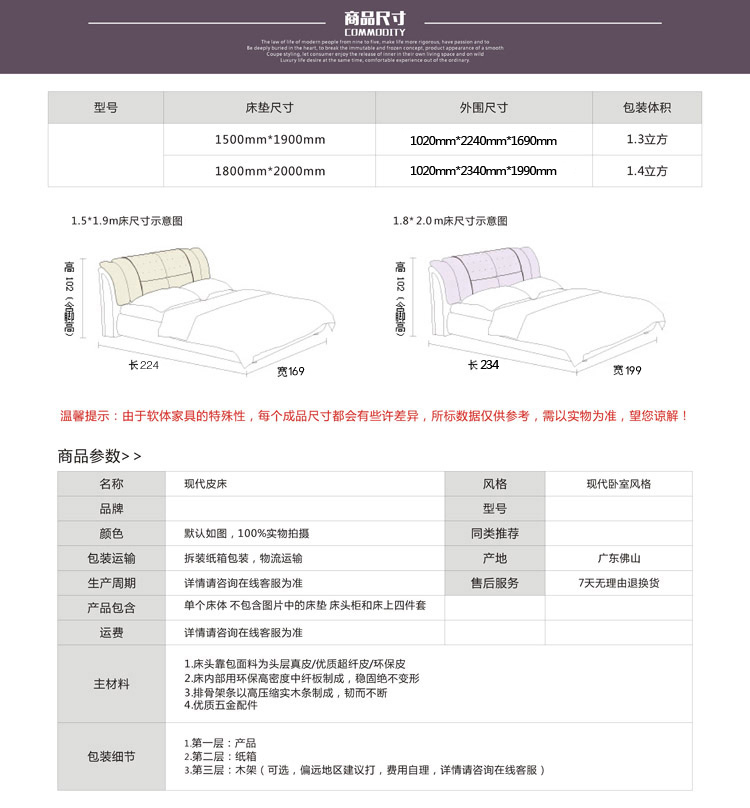 商品尺寸
COMMODITY
The law of life of modern people from nine to five, make life more rigorous, have passion and to
Be deeply buried in the heart, to break the immutable and frozen concept, product appearance of a smooth
Coupe styling, let consumer enjoy the release of inner in their own living space and on wild
Luxury life desire at the same time, comfortable experience out of the ordinary.
型号 床垫尺寸 外围尺寸 包装体积
1500mm*1900mm 1020mm*2240mm*1690mm 1.3立方
1800mm*2000mm 1020mm*2340mm*1990mm 1.4立方
1.5*1.9m床尺寸示意图 1.8*2.0m床尺寸示意图
高102(含脚高) 高102(含脚高)
长224 宽169 长234 宽199
温馨提示:由于软体家具的特殊性,每个成品尺寸都会有些许差异,所标数据仅供参考,需以实物为准,望您谅解!
商品参数>>
名称 现代皮床 风格 现代卧室风格
品牌 型号
颜色 默认如图,100%实物拍摄 同类推荐
包装运输 拆装纸箱包装,物流运输 产地 广东佛山
生产周期 详情请咨询在线客服为准 售后服务 7天无理由退换货
产品包含 单个床体 不包含图片中的床垫 床头柜和床上四件套
运费 详情请咨询在线客服为准
主材料
1.床头靠包面料为头层真皮/优质超纤皮/环保皮
2.床内部用环保高密度中纤板制成,稳固绝不变形
3.排骨架条以高压缩实木条制成,韧而不断
4.优质五金配件
包装细节
1.第一层:产品
2.第二层:纸箱
3.第三层:木架(可选,偏远地区建议打,费用自理,详情请咨询在线客服)